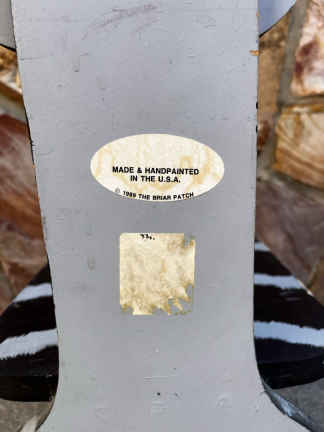 MADE & HANDPAINTED
IN THE U.S.A.
© 1989 THE BRIAR PATCH